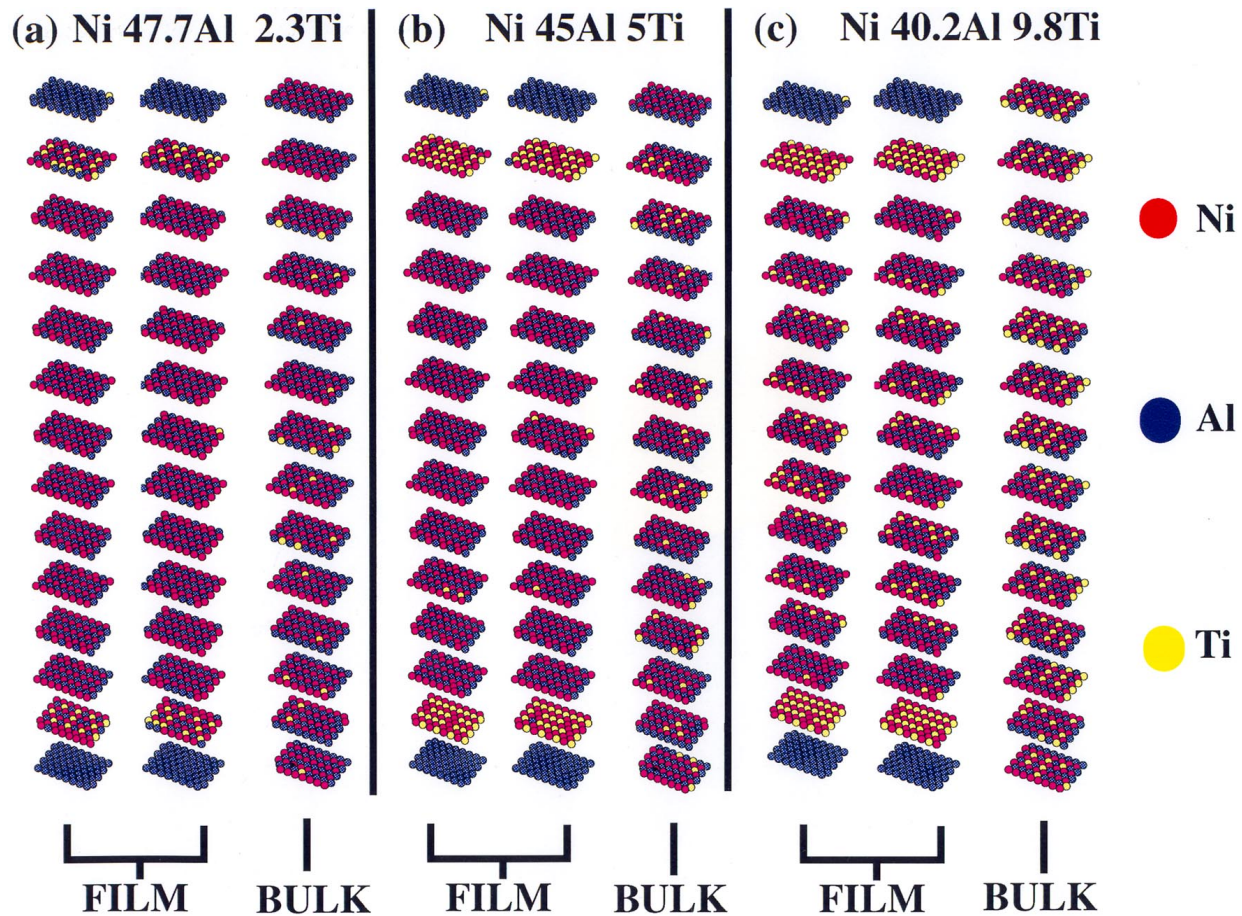 (a) Ni 47.7Al 2.3Ti
(b) Ni 45Al 5Ti
(c) Ni 40.2Al 9.8Ti
Ni
Al
Ti
FILM
BULK
FILM
BULK
FILM
BULK